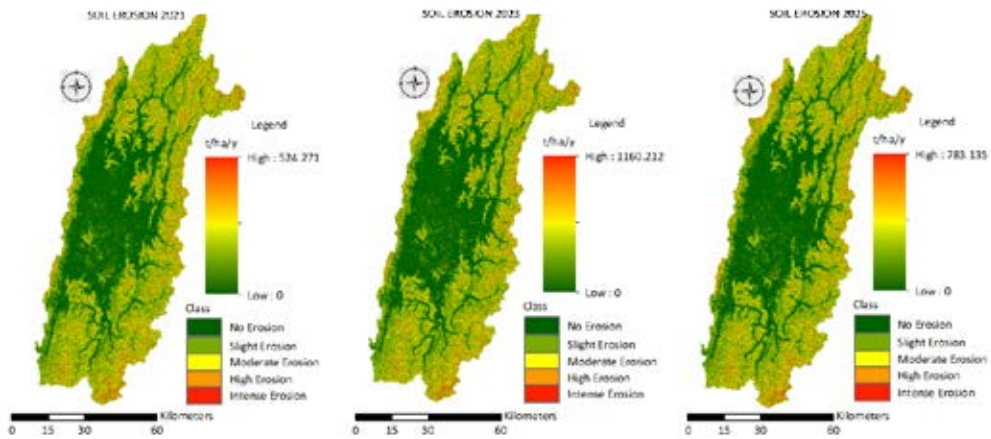 SOIL EROSION 2021
Legend
t/ha/y
High : 526.271
Low : 0
Class
No Erosion
Slight Erosion
Moderate Erosion
High Erosion
Intense Erosion
Kilometers
0 15 30 60
SOIL EROSION 2023
Legend
t/ha/y
High : 1160.212
Low : 0
Class
No Erosion
Slight Erosion
Moderate Erosion
High Erosion
Intense Erosion
Kilometers
0 15 30 60
SOIL EROSION 2025
Legend
t/ha/y
High : 783.135
Low : 0
Class
No Erosion
Slight Erosion
Moderate Erosion
High Erosion
Intense Erosion
Kilometers
0 15 30 60